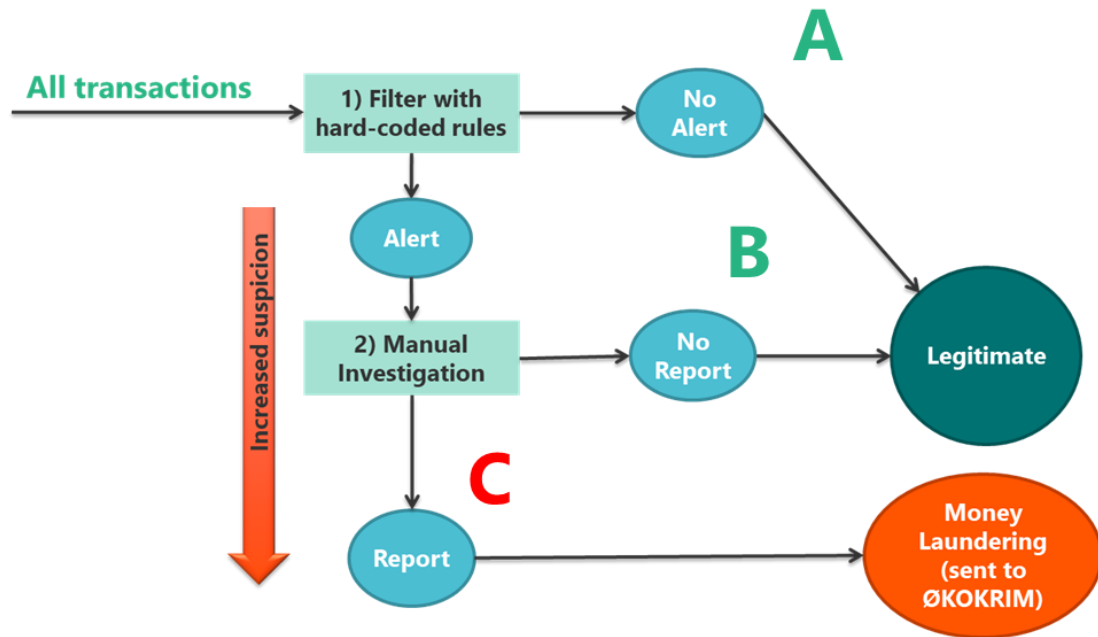 A
All transactions
1) Filter with
hard-coded rules
No
Alert
Alert
B
Increased suspicion
2) Manual
Investigation
No
Report
Legitimate
C
Report
Money
Laundering
(sent to
ØKOKRIM)